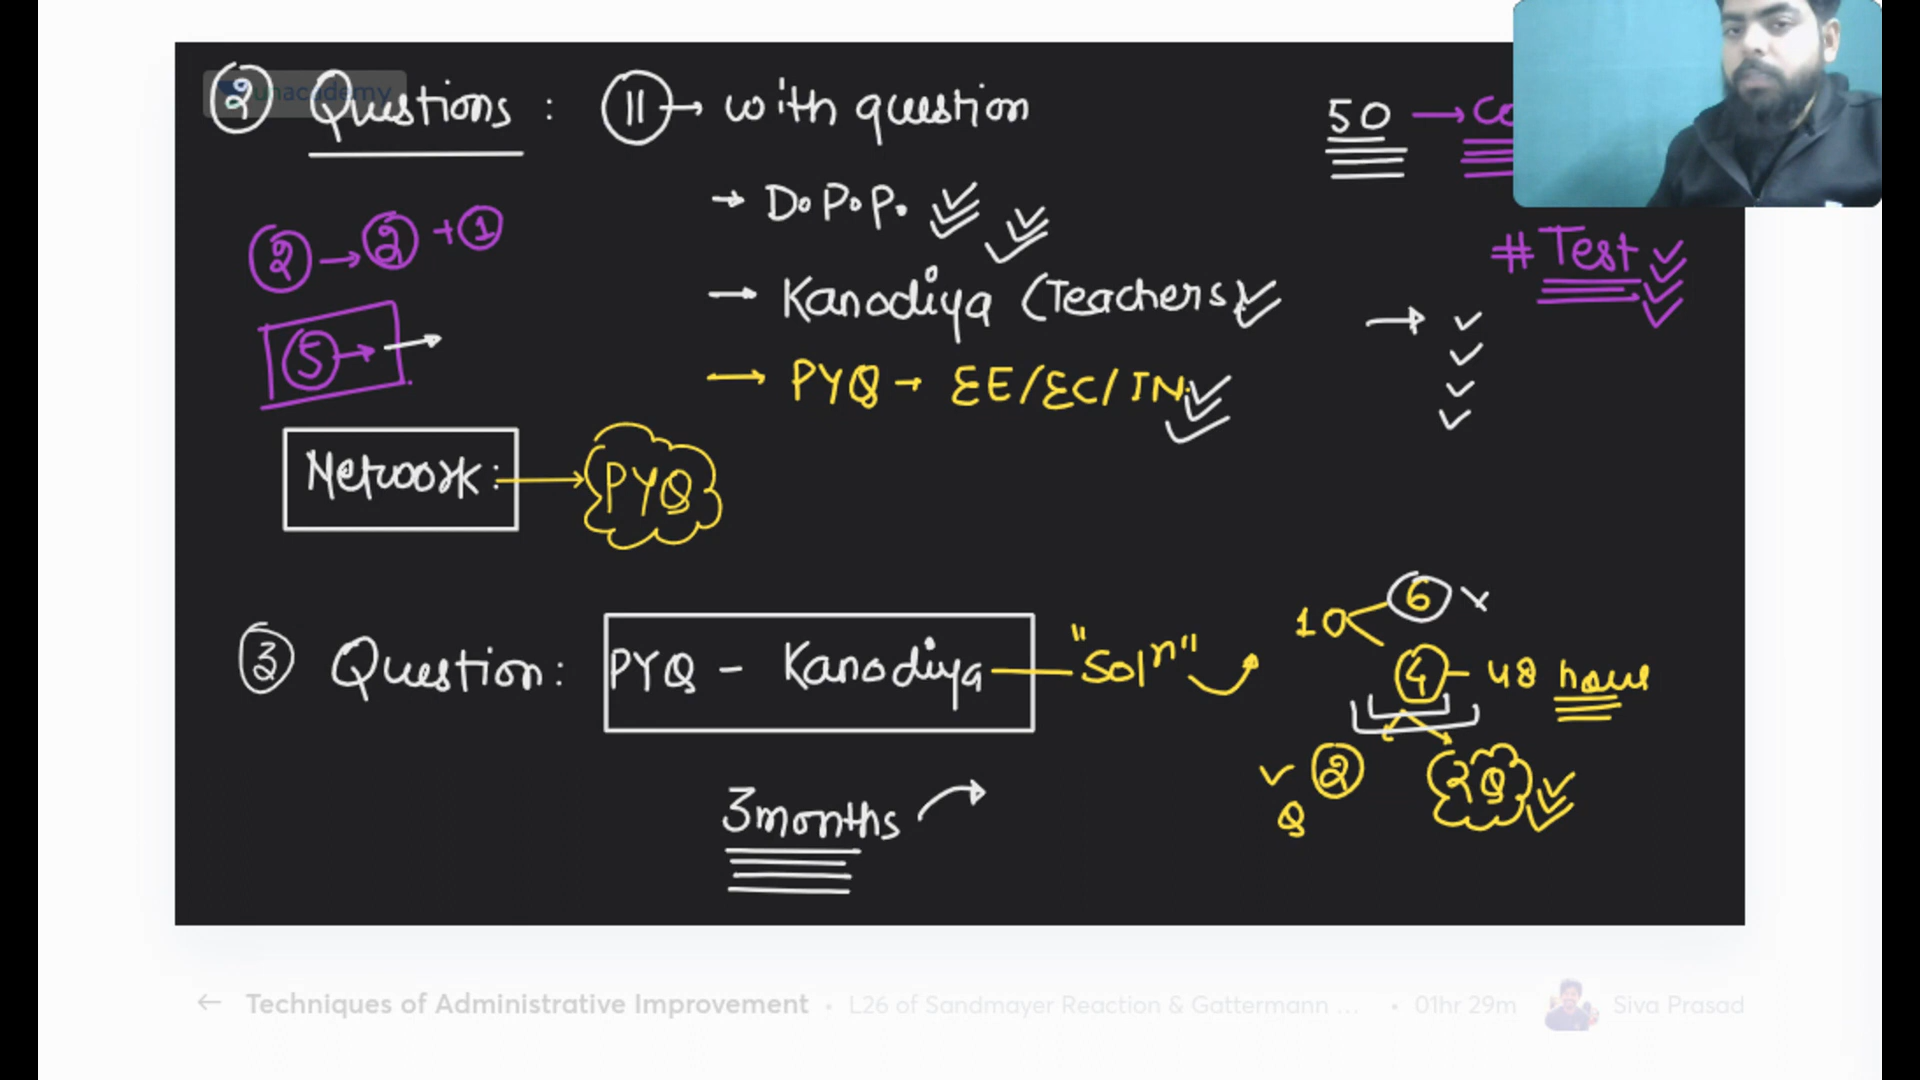 ② Questions : ⑪ → with question
50 → Co
→ D.P.P.
② → ② + ①
# Test
→ Kanodiya (Teachers)
⑤ →
→ PYQ → EE/EC/IN
Network: → PYQ
10 6 x
③ Question: PYQ - Kanodiya — "Solⁿ"
4 - 48 hour
② 2Q
Q
3months
← Techniques of Administrative Improvement • L26 of Sandmayer Reaction & Gattermann ... • 01hr 29m Siva Prasad